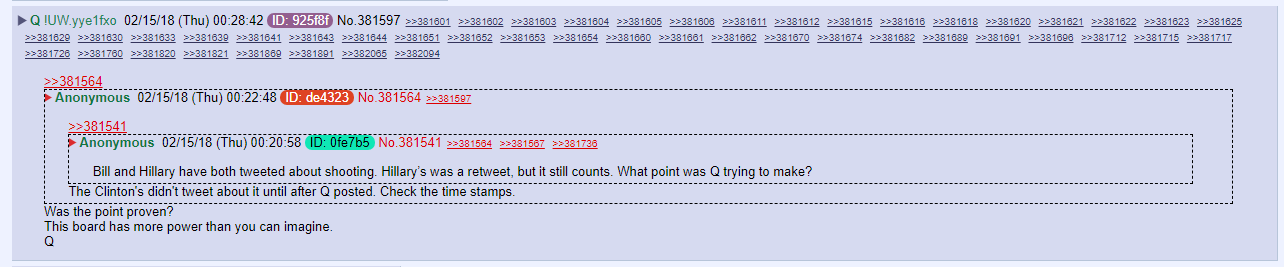 ▶ Q !UW.yye1fxo 02/15/18 (Thu) 00:28:42 ID: 925f8f No.381597 >>381601 >>381602 >>381603 >>381604 >>381605 >>381606 >>381611 >>381612 >>381615 >>381616 >>381618 >>381620 >>381621 >>381622 >>381623 >>381625
>>381629 >>381630 >>381633 >>381639 >>381641 >>381643 >>381644 >>381651 >>381652 >>381653 >>381654 >>381660 >>381661 >>381662 >>381670 >>381674 >>381682 >>381689 >>381691 >>381696 >>381712 >>381715 >>381717
>>381726 >>381760 >>381820 >>381821 >>381869 >>381891 >>382065 >>382094
>>381564
▶ Anonymous 02/15/18 (Thu) 00:22:48 ID: de4323 No.381564 >>381597
>>381541
▶ Anonymous 02/15/18 (Thu) 00:20:58 ID: 0fe7b5 No.381541 >>381564 >>381567 >>381736
Bill and Hillary have both tweeted about shooting. Hillary's was a retweet, but it still counts. What point was Q trying to make?
The Clinton's didn't tweet about it until after Q posted. Check the time stamps.
Was the point proven?
This board has more power than you can imagine.
Q